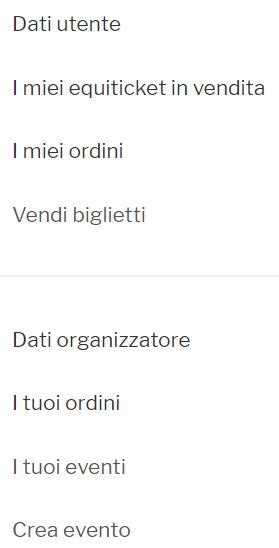 Dati utente
I miei equiticket in vendita
I miei ordini
Vendi biglietti
Dati organizzatore
I tuoi ordini
I tuoi eventi
Crea evento